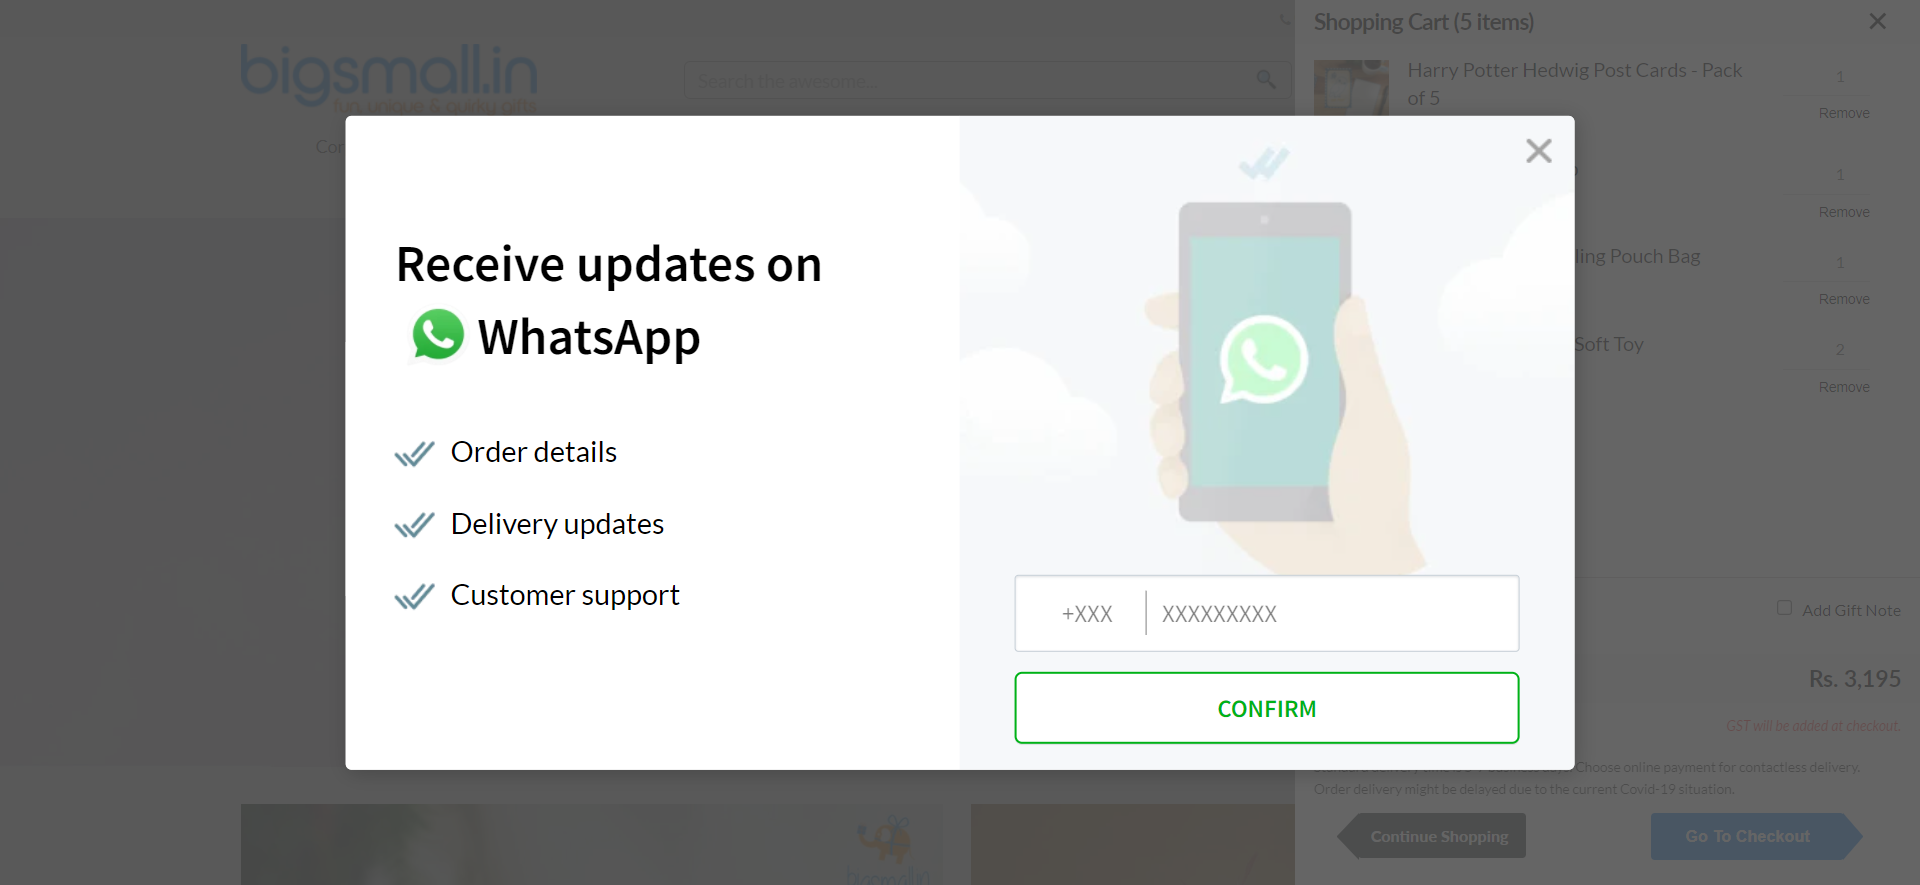 Shopping Cart (5 items)
bigsmall.in
fun, unique & quirky gifts
Search the awesome...
Harry Potter Hedwig Post Cards - Pack
of 5
1
Remove
1
Remove
ling Pouch Bag
1
Remove
Soft Toy
2
Remove
Receive updates on
WhatsApp
Order details
Delivery updates
Customer support
+XXX XXXXXXXXX
CONFIRM
Add Gift Note
Rs. 3,195
GST will be added at checkout.
Choose online payment for contactless delivery.
Order delivery might be delayed due to the current Covid-19 situation.
Continue Shopping
Go To Checkout
bigsmall.in